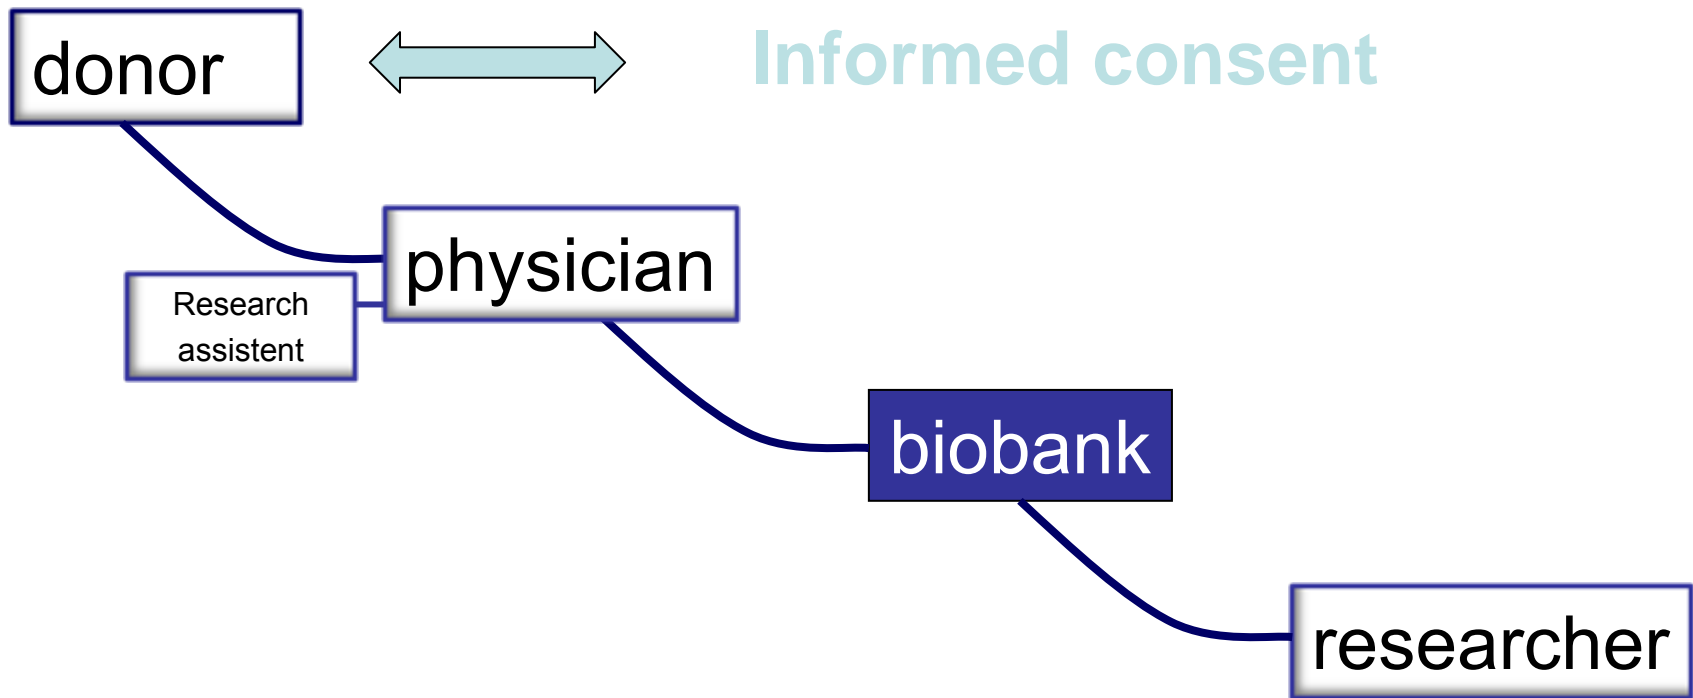 donor
Informed consent
physician
Research
assistent
biobank
researcher